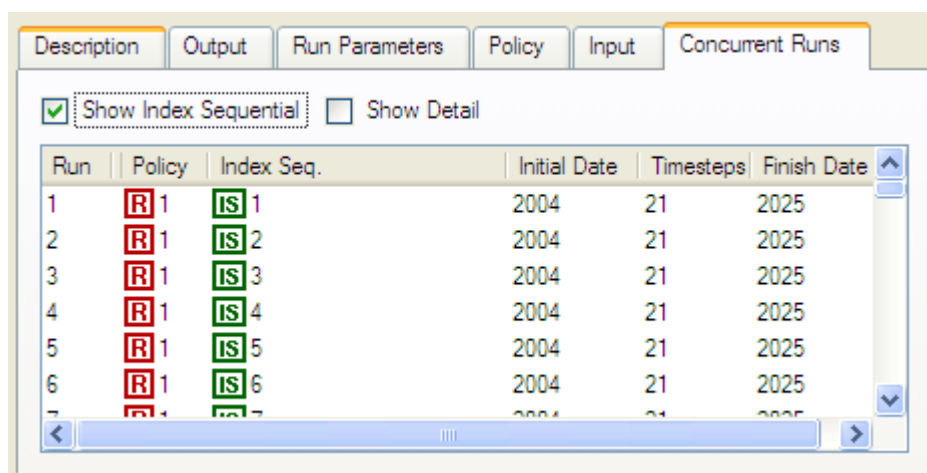 Description Output Run Parameters Policy Input Concurrent Runs
Show Index Sequential Show Detail
Run Policy Index Seq. Initial Date Timesteps Finish Date
1 R 1 IS 1 2004 21 2025
2 R 1 IS 2 2004 21 2025
3 R 1 IS 3 2004 21 2025
4 R 1 IS 4 2004 21 2025
5 R 1 IS 5 2004 21 2025
6 R 1 IS 6 2004 21 2025